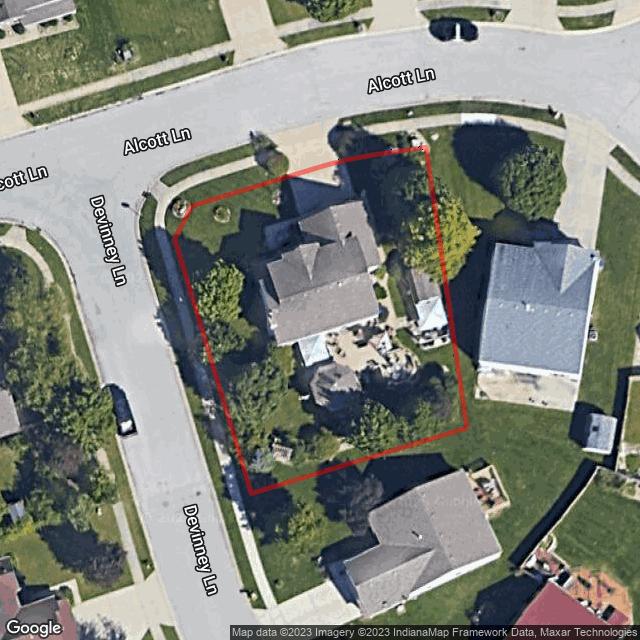 Alcott Ln
Alcott Ln
cott Ln
Devinney Ln
Devinney Ln
Google
Map data ©2023 Imagery ©2023 IndianaMap Framework Data, Maxar Technologies